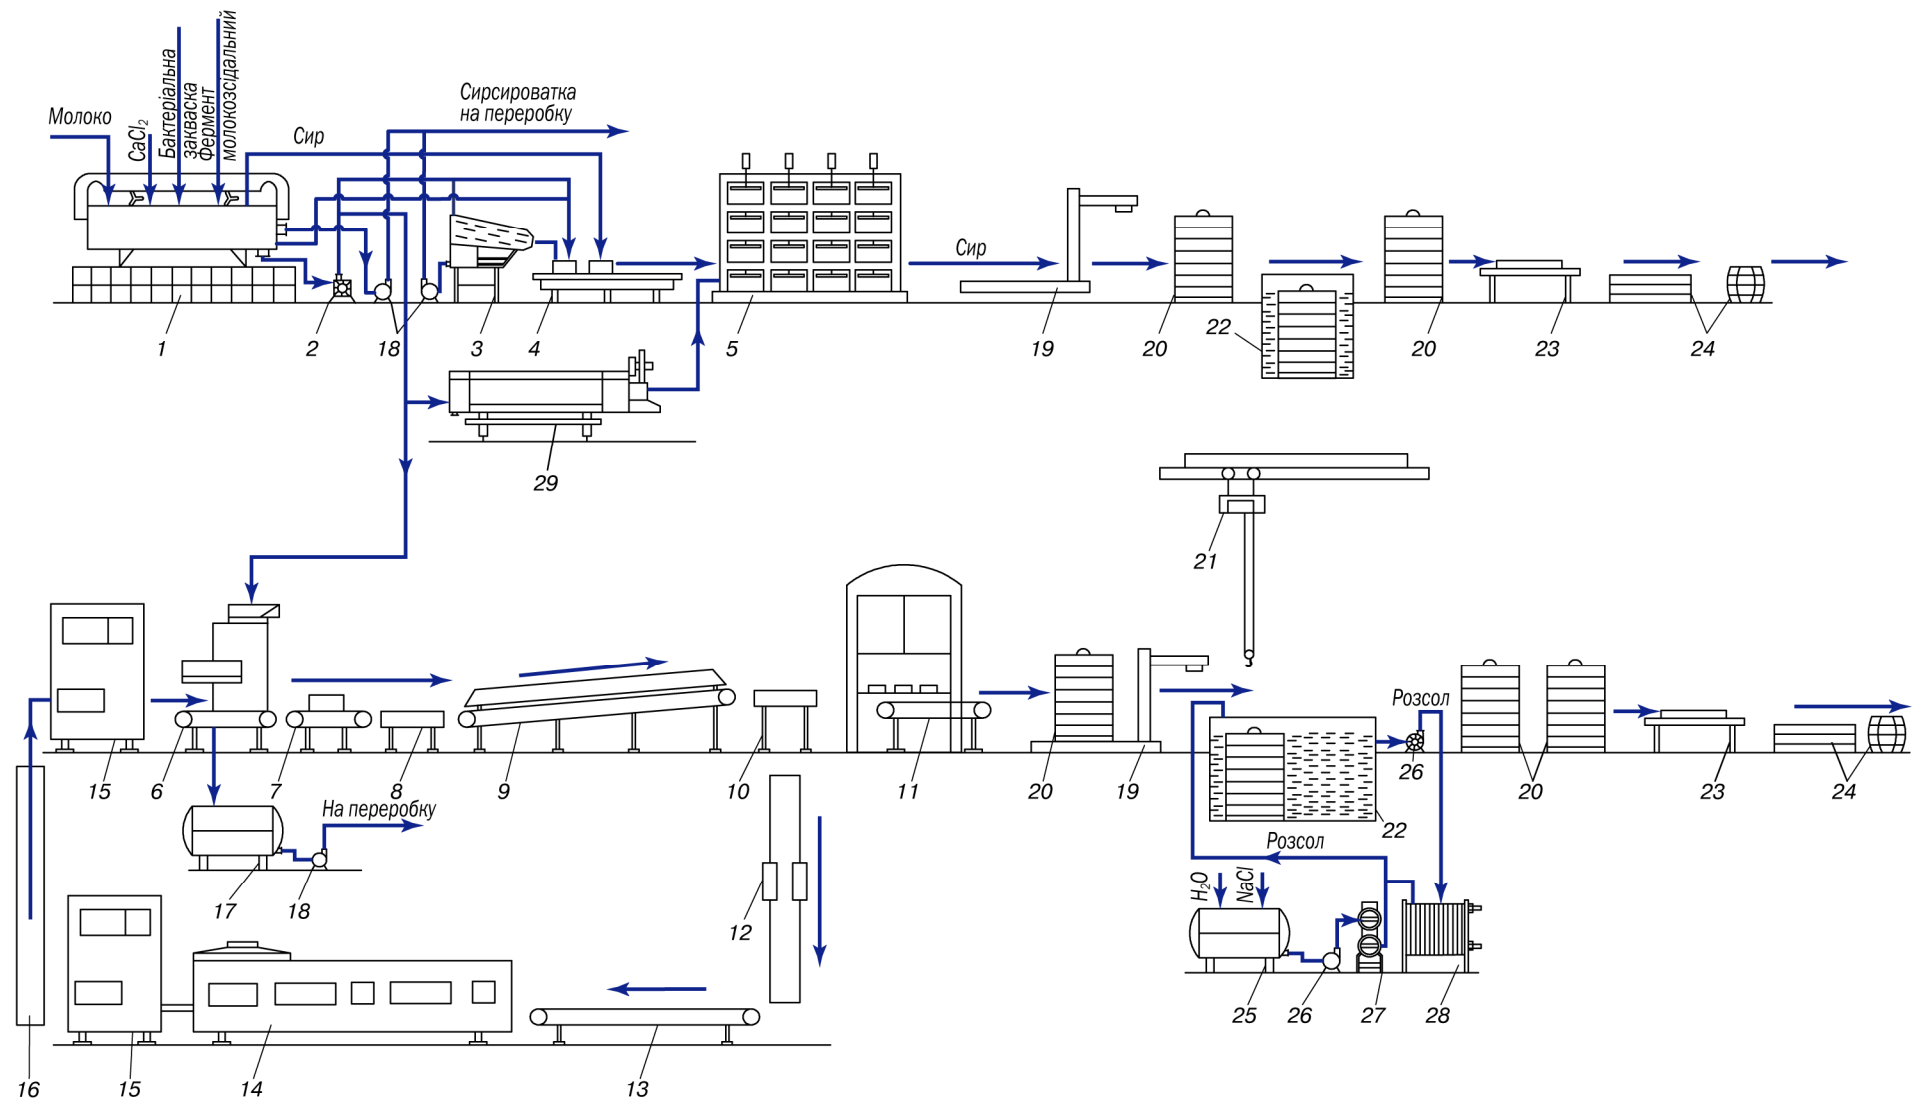 Молоко
CaCl2
Бактеріальна
закваска
Фермент
молокозсідальний
Сир
Сирсироватка
на переробку
Сир
1
2
18
3
4
5
19
20
22
20
23
24
29
21
Розсол
15
6
7
8
9
10
11
20
19
26
20
23
24
На переробку
22
Розсол
H2O
NaCl
17
18
12
25
26
27
28
16
15
14
13